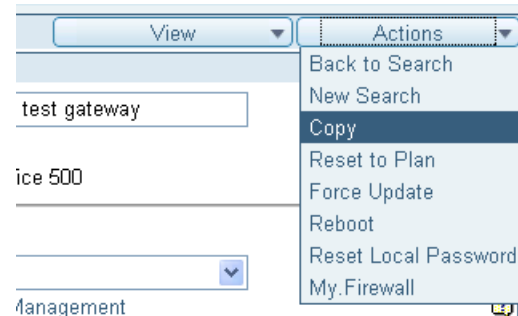 View
Actions
Back to Search
New Search
test gateway
Copy
Reset to Plan
ice 500
Force Update
Reboot
Reset Local Password
My.Firewall
Management